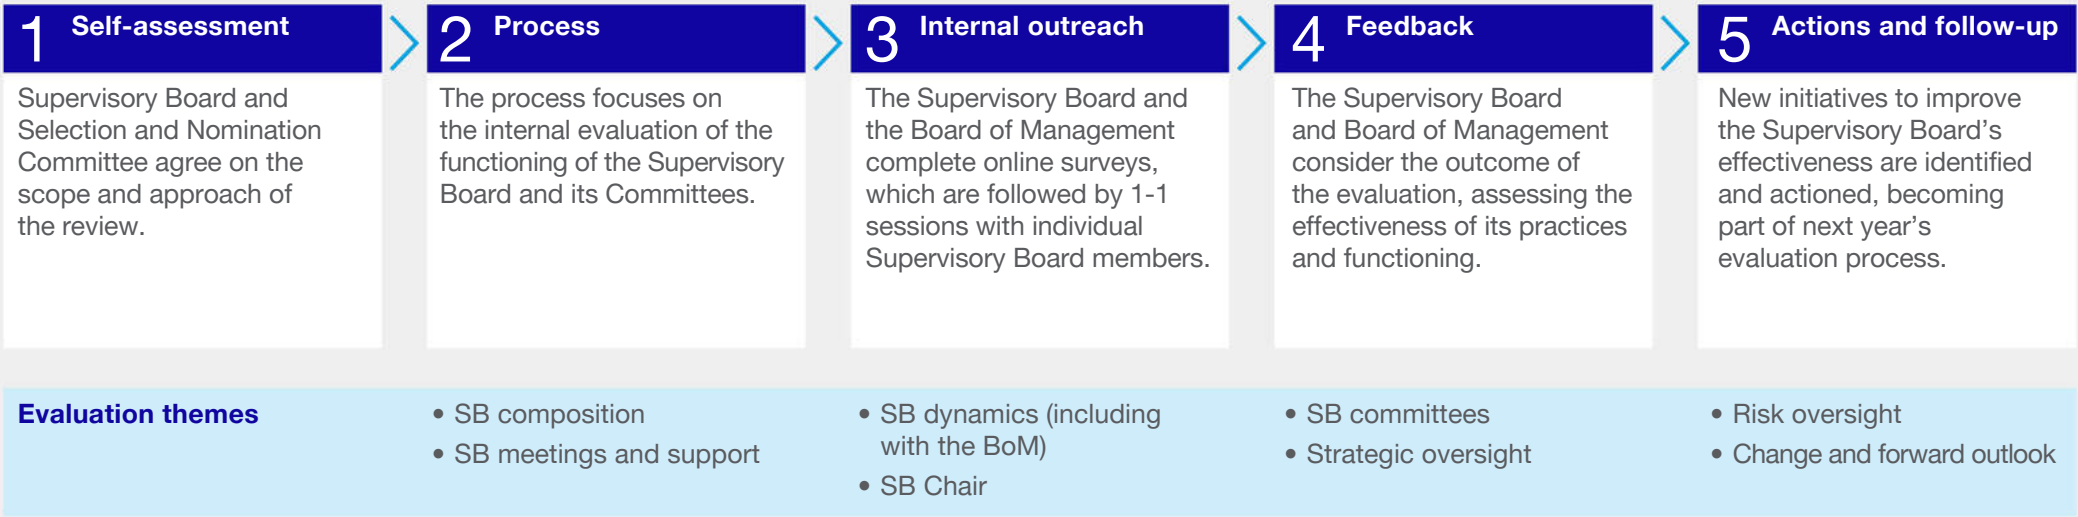 1 Self-assessment
Supervisory Board and
Selection and Nomination
Committee agree on the
scope and approach of
the review.
2 Process
The process focuses on
the internal evaluation of the
functioning of the Supervisory
Board and its Committees.
3 Internal outreach
The Supervisory Board and
the Board of Management
complete online surveys,
which are followed by 1-1
sessions with individual
Supervisory Board members.
4 Feedback
The Supervisory Board
and Board of Management
consider the outcome of
the evaluation, assessing the
effectiveness of its practices
and functioning.
5 Actions and follow-up
New initiatives to improve
the Supervisory Board’s
effectiveness are identified
and actioned, becoming
part of next year’s
evaluation process.
Evaluation themes
• SB composition
• SB meetings and support
• SB dynamics (including
with the BoM)
• SB Chair
• SB committees
• Strategic oversight
• Risk oversight
• Change and forward outlook